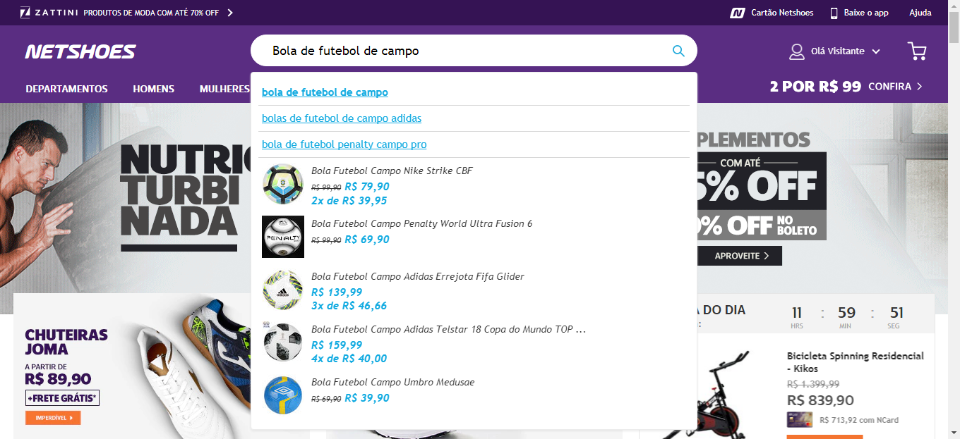 ZATTINI PRODUTOS DE MODA COM ATÉ 70% OFF
Cartão Netshoes
Baixe o app
Ajuda
NETSHOES
Bola de futebol de campo
Olá Visitante
DEPARTAMENTOS
HOMENS
MULHERES
2 POR R$ 99 CONFIRA
bola de futebol de campo
bolas de futebol de campo adidas
bola de futebol penalty campo pro
Bola Futebol Campo Nike Strike CBF
R$ 99,90 R$ 79,90
2x de R$ 39,95
Bola Futebol Campo Penalty World Ultra Fusion 6
R$ 99,90 R$ 69,90
PENALTY
Bola Futebol Campo Adidas Errejota Fifa Glider
R$ 139,99
3x de R$ 46,66
Bola Futebol Campo Adidas Telstar 18 Copa do Mundo TOP ...
R$ 159,99
4x de R$ 40,00
Bola Futebol Campo Umbro Medusae
R$ 69,90 R$ 39,90
NUTRI
TURBI
NADA
PLEMENTOS
COM ATÉ
5% OFF
0% OFF NO BOLETO
APROVEITE
CHUTEIRAS
JOMA
A PARTIR DE
R$ 89,90
+FRETE GRÁTIS*
IMPERDÍVEL
A DO DIA
11 : 59 : 51
HRS MIN SEG
Bicicleta Spinning Residencial
- Kikos
R$ 1.399,99
R$ 839,90
R$ 713,92 com NCard